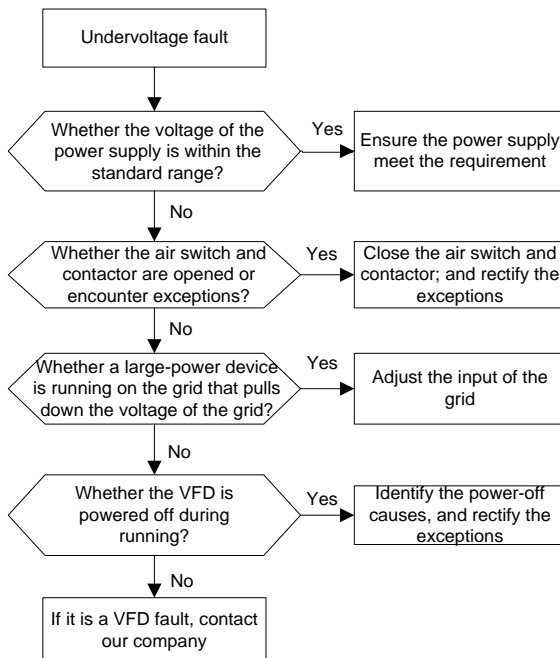 Undervoltage fault
Whether the voltage of the
power supply is within the
standard range?
Yes
Ensure the power supply
meet the requirement
No
Whether the air switch and
contactor are opened or
encounter exceptions?
Yes
Close the air switch and
contactor; and rectify the
exceptions
No
Whether a large-power device
is running on the grid that pulls
down the voltage of the grid?
Yes
Adjust the input of the
grid
No
Whether the VFD is
powered off during
running?
Yes
Identify the power-off
causes, and rectify the
exceptions
No
If it is a VFD fault, contact
our company